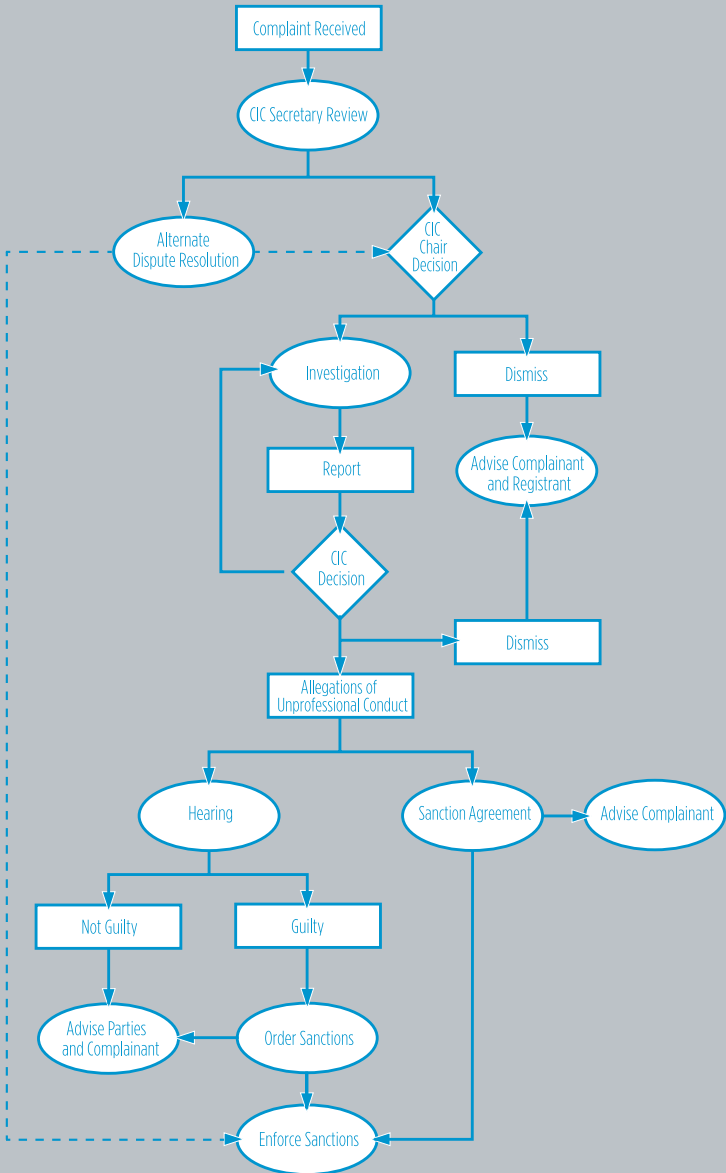 Complaint Received
CIC Secretary Review
Alternate
Dispute Resolution
CIC
Chair
Decision
Investigation
Dismiss
Report
Advise Complainant
and Registrant
CIC
Decision
Dismiss
Allegations of
Unprofessional Conduct
Hearing
Sanction Agreement
Advise Complainant
Not Guilty
Guilty
Advise Parties
and Complainant
Order Sanctions
Enforce Sanctions